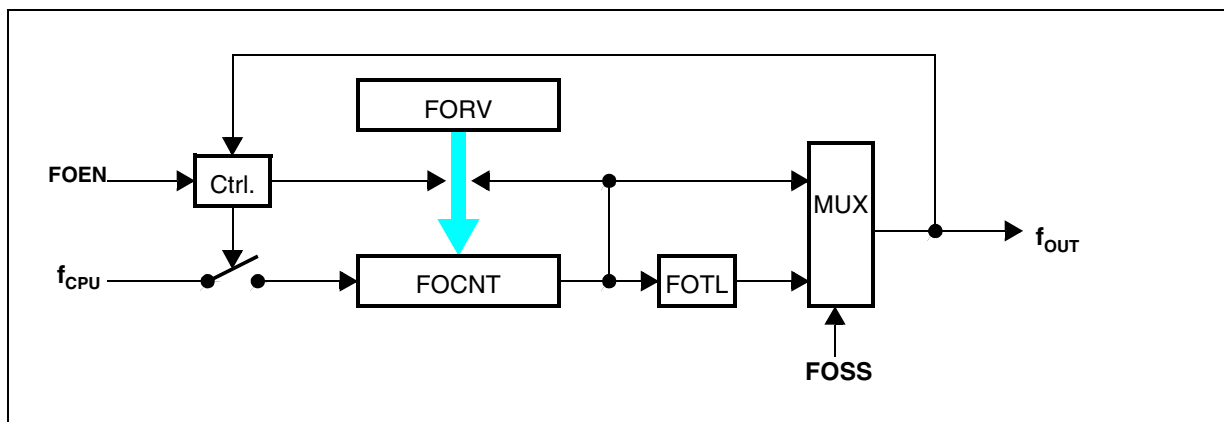 FORV
FOEN
Ctrl.
MUX
fOUT
fCPU
FOCNT
FOTL
FOSS